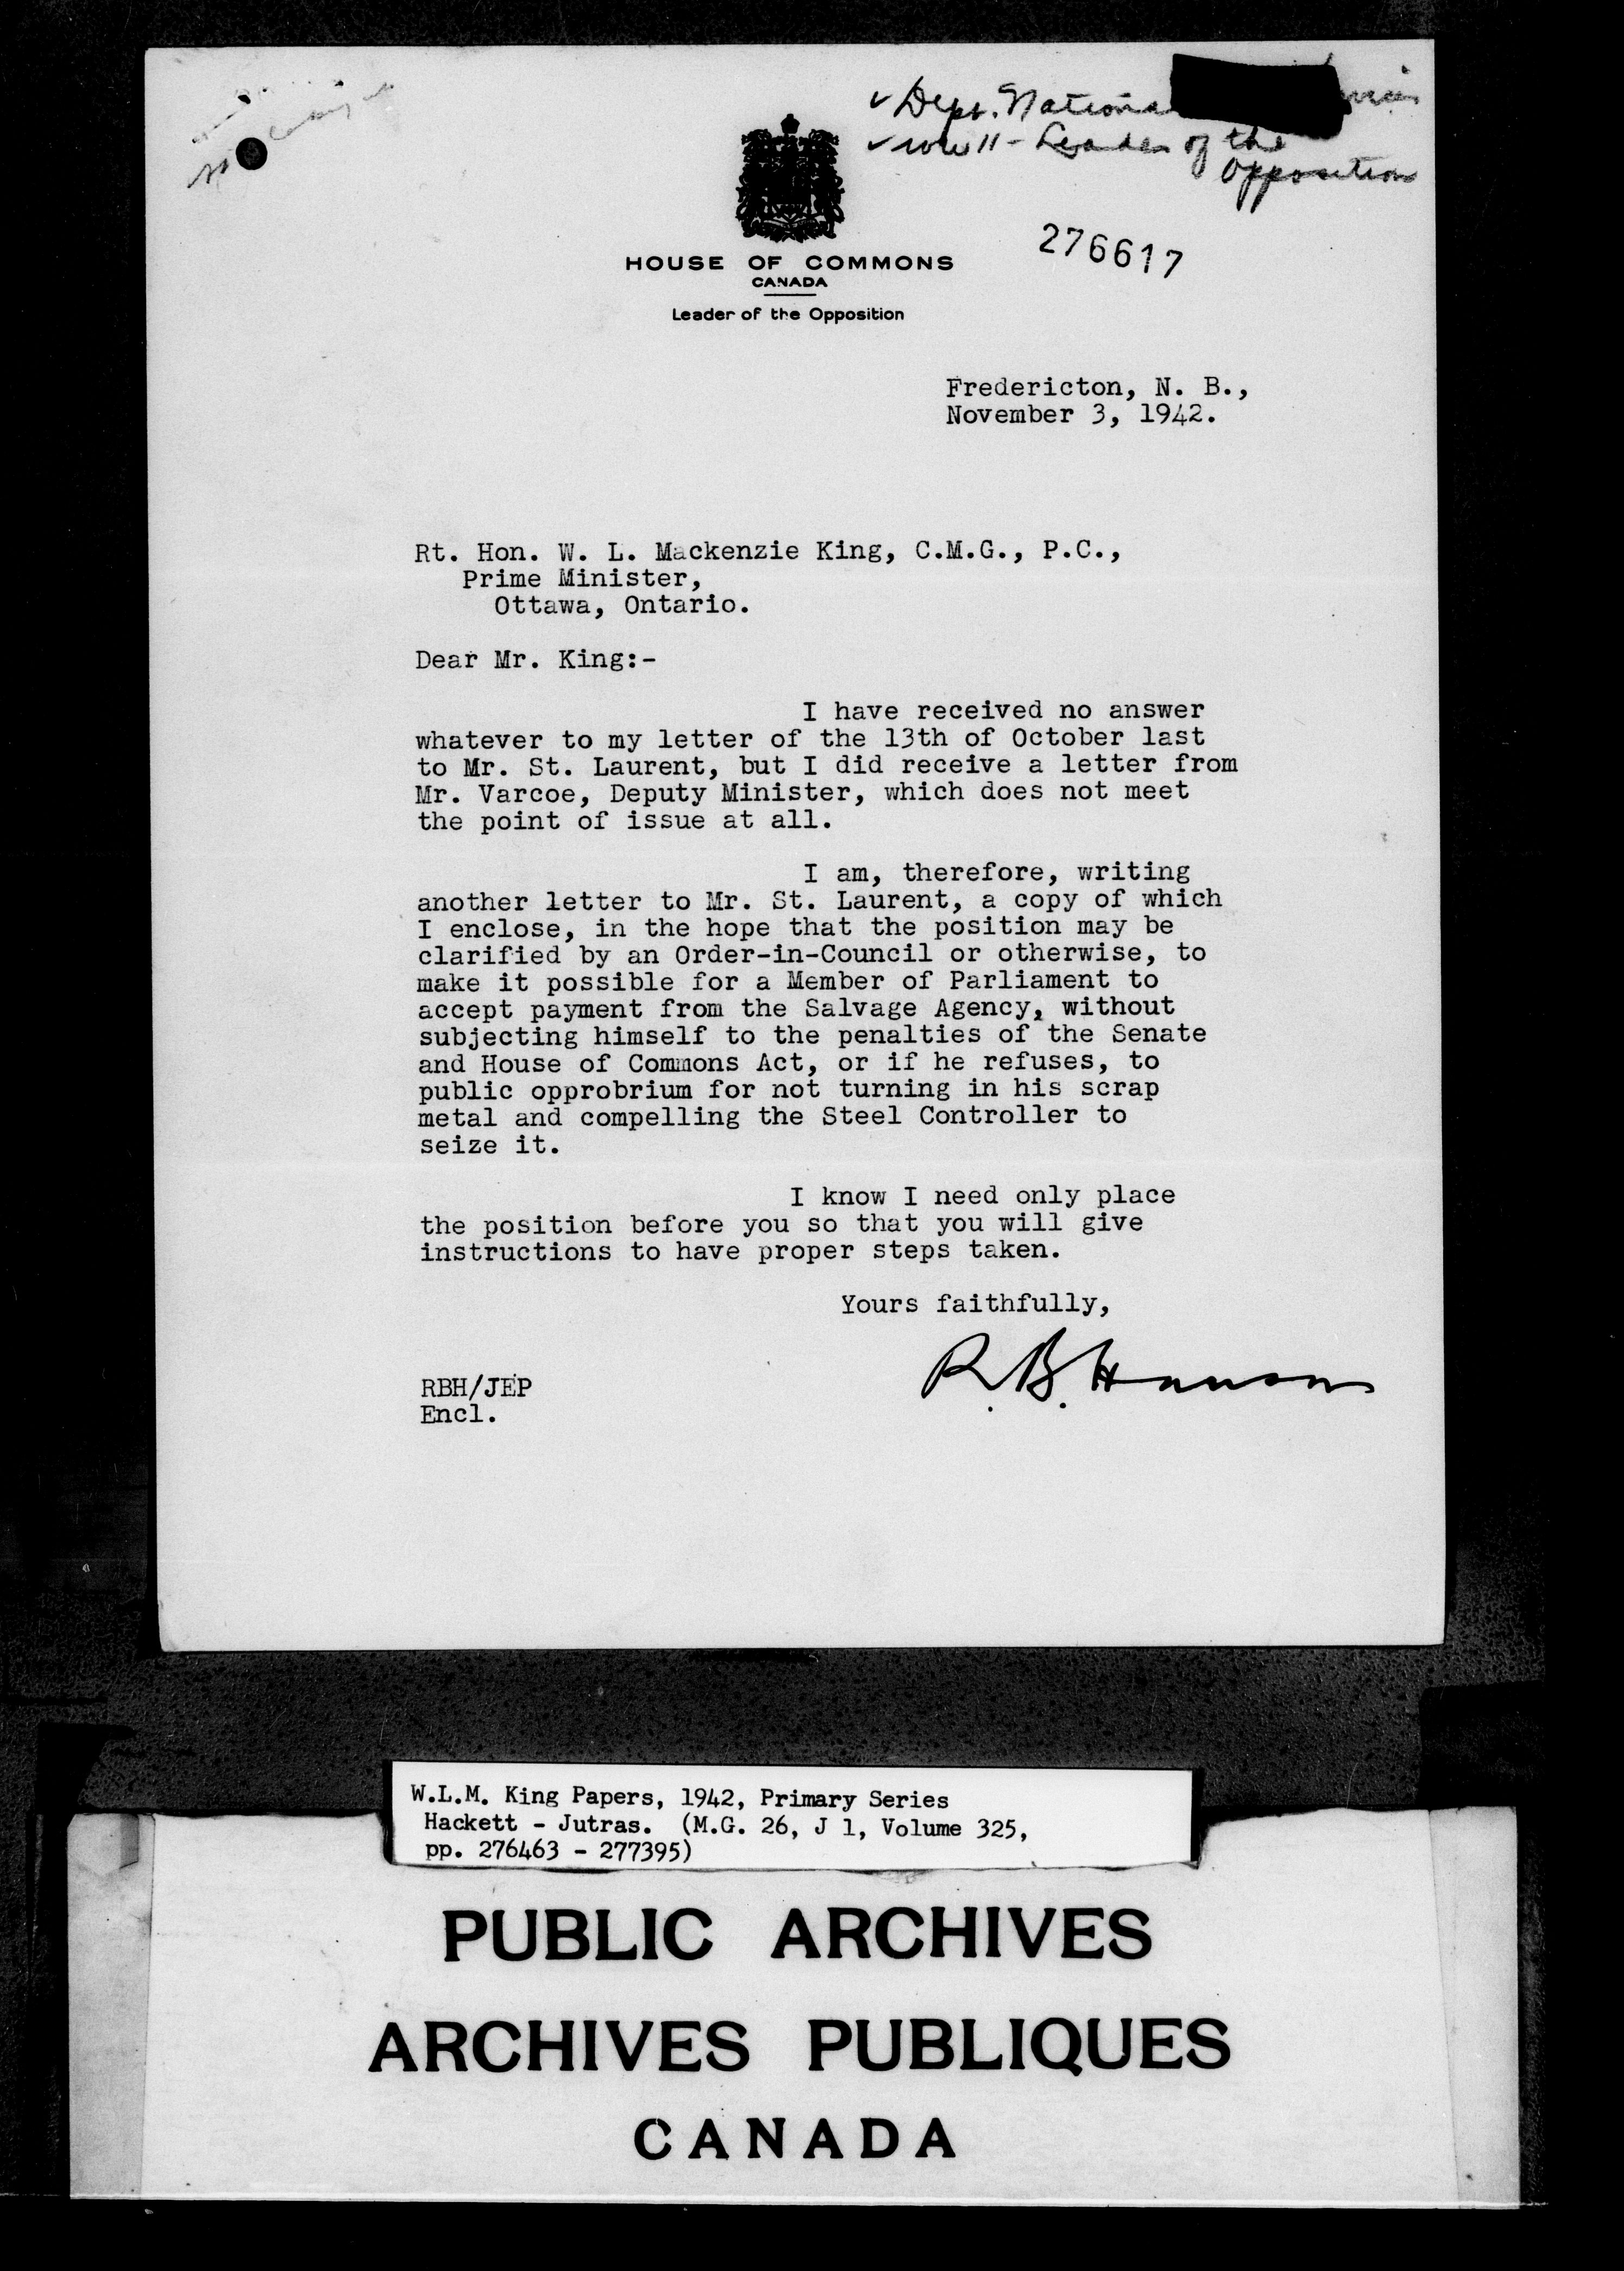 Dept. National
WW II - Leader of the
Opposition
276617
HOUSE OF COMMONS
CANADA
Leader of the Opposition
Fredericton, N. B.,
November 3, 1942.
Rt. Hon. W. L. Mackenzie King, C.M.G., P.C.,
Prime Minister,
Ottawa, Ontario.
Dear Mr. King:-
I have received no answer
whatever to my letter of the 13th of October last
to Mr. St. Laurent, but I did receive a letter from
Mr. Varcoe, Deputy Minister, which does not meet
the point of issue at all.
I am, therefore, writing
another letter to Mr. St. Laurent, a copy of which
I enclose, in the hope that the position may be
clarified by an Order-in-Council or otherwise, to
make it possible for a Member of Parliament to
accept payment from the Salvage Agency, without
subjecting himself to the penalties of the Senate
and House of Commons Act, or if he refuses, to
public opprobrium for not turning in his scrap
metal and compelling the Steel Controller to
seize it.
I know I need only place
the position before you so that you will give
instructions to have proper steps taken.
Yours faithfully,
R. B. Hanson
RBH/JEP
Encl.
W.L.M. King Papers, 1942, Primary Series
Hackett - Jutras. (M.G. 26, J 1, Volume 325,
pp. 276463 - 277395)
PUBLIC ARCHIVES
ARCHIVES PUBLIQUES
CANADA